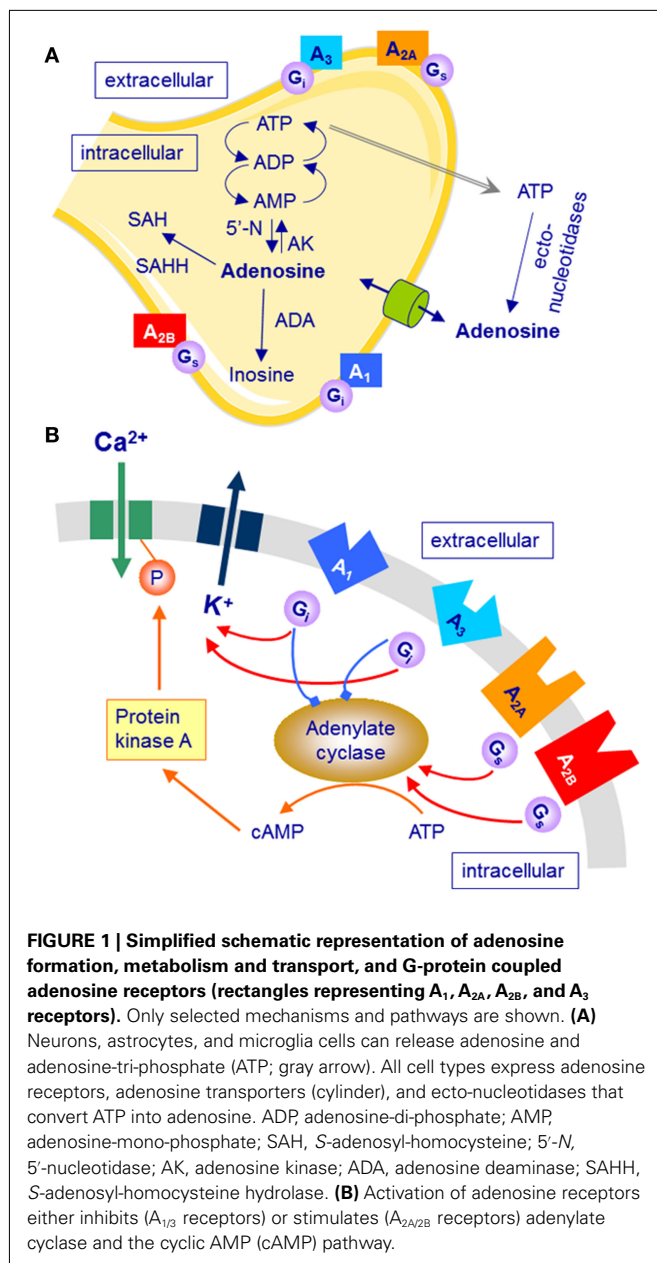 A
A3
A2A
Gi
Gs
extracellular
intracellular
ATP
ADP
AMP
5'-N
AK
SAH
SAHH
Adenosine
ADA
Inosine
A2B
Gs
A1
Gi
ATP
ecto-
nucleotidases
Adenosine
B
Ca2+
P
K+
A1
extracellular
A3
Gi
Gi
A2A
A2B
Gs
Gs
Protein
kinase A
Adenylate
cyclase
cAMP
ATP
intracellular
FIGURE 1 | Simplified schematic representation of adenosine
formation, metabolism and transport, and G-protein coupled
adenosine receptors (rectangles representing A1, A2A, A2B, and A3
receptors). Only selected mechanisms and pathways are shown. (A)
Neurons, astrocytes, and microglia cells can release adenosine and
adenosine-tri-phosphate (ATP; gray arrow). All cell types express adenosine
receptors, adenosine transporters (cylinder), and ecto-nucleotidases that
convert ATP into adenosine. ADP, adenosine-di-phosphate; AMP,
adenosine-mono-phosphate; SAH, S-adenosyl-homocysteine; 5′-N,
5′-nucleotidase; AK, adenosine kinase; ADA, adenosine deaminase; SAHH,
S-adenosyl-homocysteine hydrolase. (B) Activation of adenosine receptors
either inhibits (A1/3 receptors) or stimulates (A2A/2B receptors) adenylate
cyclase and the cyclic AMP (cAMP) pathway.